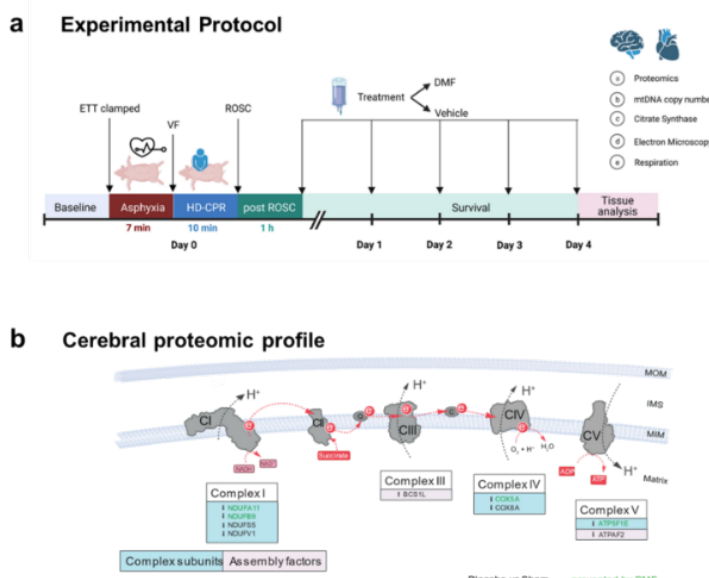 a Experimental Protocol
ETT clamped
VF
ROSC
Treatment
DMF
Vehicle
a Proteomics
b mtDNA copy numbe
c Citrate Synthase
d Electron Microscop
e Respiration
Baseline
Asphyxia
HD-CPR
post ROSC
Survival
Tissue
analysis
7 min
10 min
1 h
Day 0
Day 1
Day 2
Day 3
Day 4
b Cerebral proteomic profile
MOM
IMS
MIM
Matrix
H⁺
H⁺
H⁺
H⁺
CI
CII
CIII
CIV
CV
Q
C
e
e
e
e
e
e
NADH
NAD⁺
Succinate
O₂ + H⁺
H₂O
ADP
ATP
Complex I
NDUFA11
NDUFB8
NDUFS5
NDUFV1
Complex III
BCS1L
Complex IV
COX5A
COX6A
Complex V
ATP5F1E
ATPAF2
Complex subunits
Assembly factors